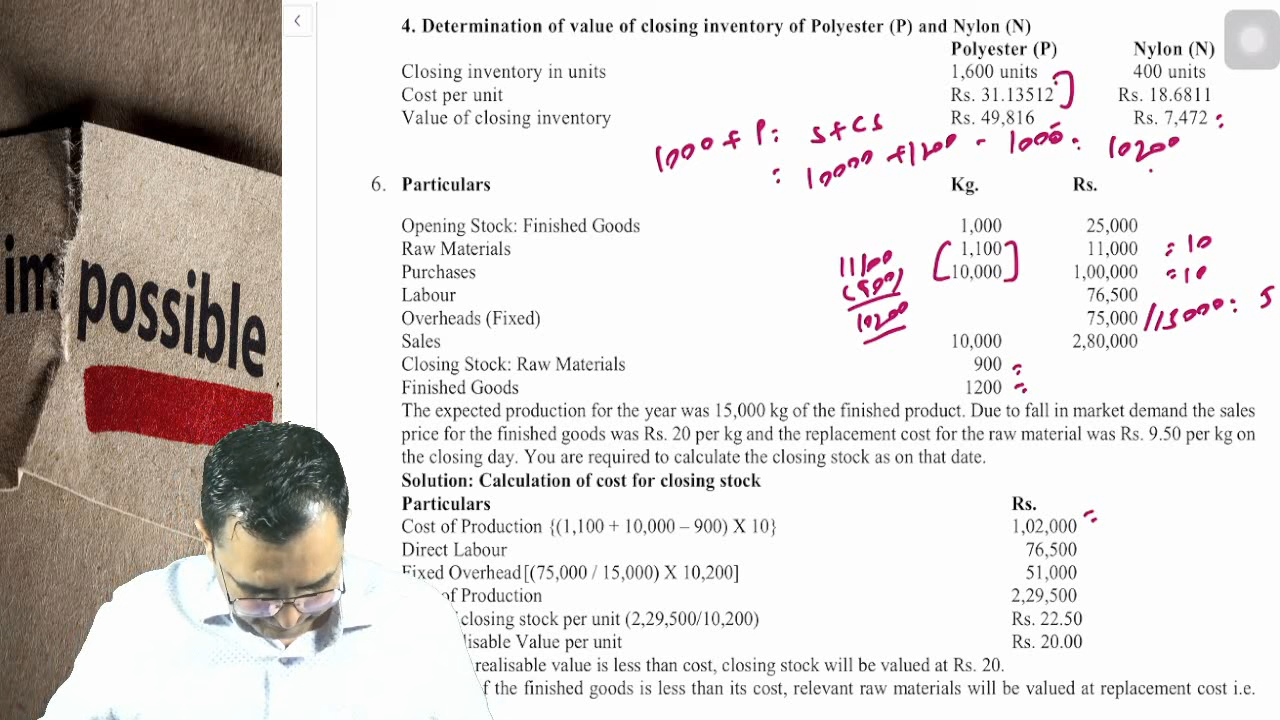 im possible
<
4. Determination of value of closing inventory of Polyester (P) and Nylon (N)
Polyester (P) Nylon (N)
Closing inventory in units 1,600 units 400 units
Cost per unit Rs. 31.13512 Rs. 18.6811
Value of closing inventory Rs. 49,816 Rs. 7,472 :
1000 + P: S + CS
: 10000 + 1200 - 1000: 10200
6. Particulars Kg. Rs.
Opening Stock: Finished Goods 1,000 25,000
Raw Materials 1,100 11,000 = 10
Purchases 10,000 1,00,000 = 10
11100
(900)
10200
Labour 76,500
Overheads (Fixed) 75,000 /15000: 5
Sales 10,000 2,80,000
Closing Stock: Raw Materials 900 =
Finished Goods 1200 =
The expected production for the year was 15,000 kg of the finished product. Due to fall in market demand the sales
price for the finished goods was Rs. 20 per kg and the replacement cost for the raw material was Rs. 9.50 per kg on
the closing day. You are required to calculate the closing stock as on that date.
Solution: Calculation of cost for closing stock
Particulars Rs.
Cost of Production {(1,100 + 10,000 – 900) X 10} 1,02,000 =
Direct Labour 76,500
Fixed Overhead [(75,000 / 15,000) X 10,200] 51,000
of Production 2,29,500
closing stock per unit (2,29,500/10,200) Rs. 22.50
lisable Value per unit Rs. 20.00
realisable value is less than cost, closing stock will be valued at Rs. 20.
f the finished goods is less than its cost, relevant raw materials will be valued at replacement cost i.e.